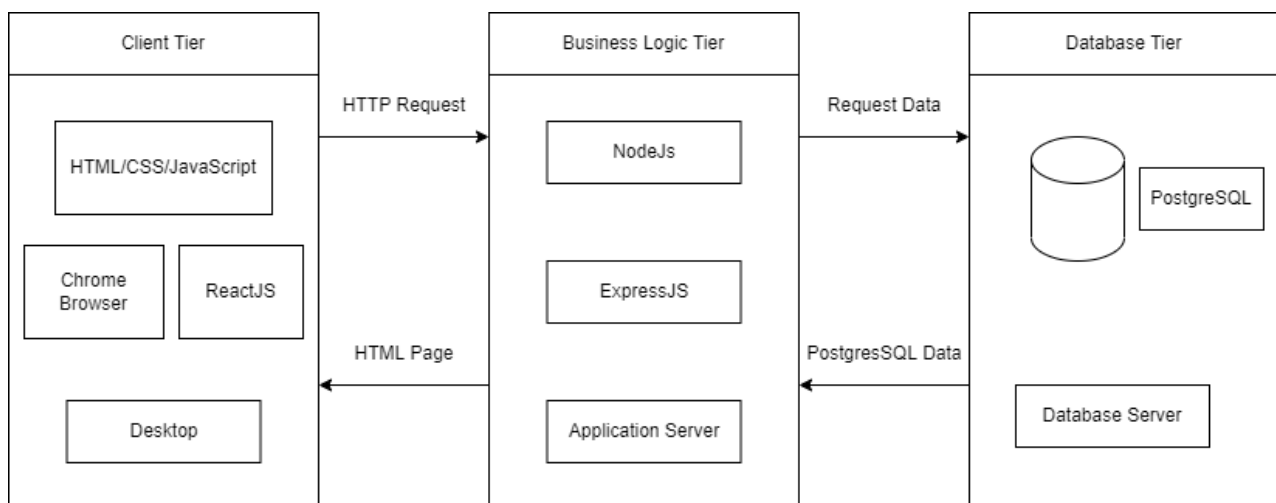 Client Tier
Business Logic Tier
Database Tier
HTTP Request
Request Data
HTML/CSS/JavaScript
NodeJs
PostgreSQL
Chrome
Browser
ReactJS
ExpressJS
HTML Page
PostgresSQL Data
Desktop
Application Server
Database Server